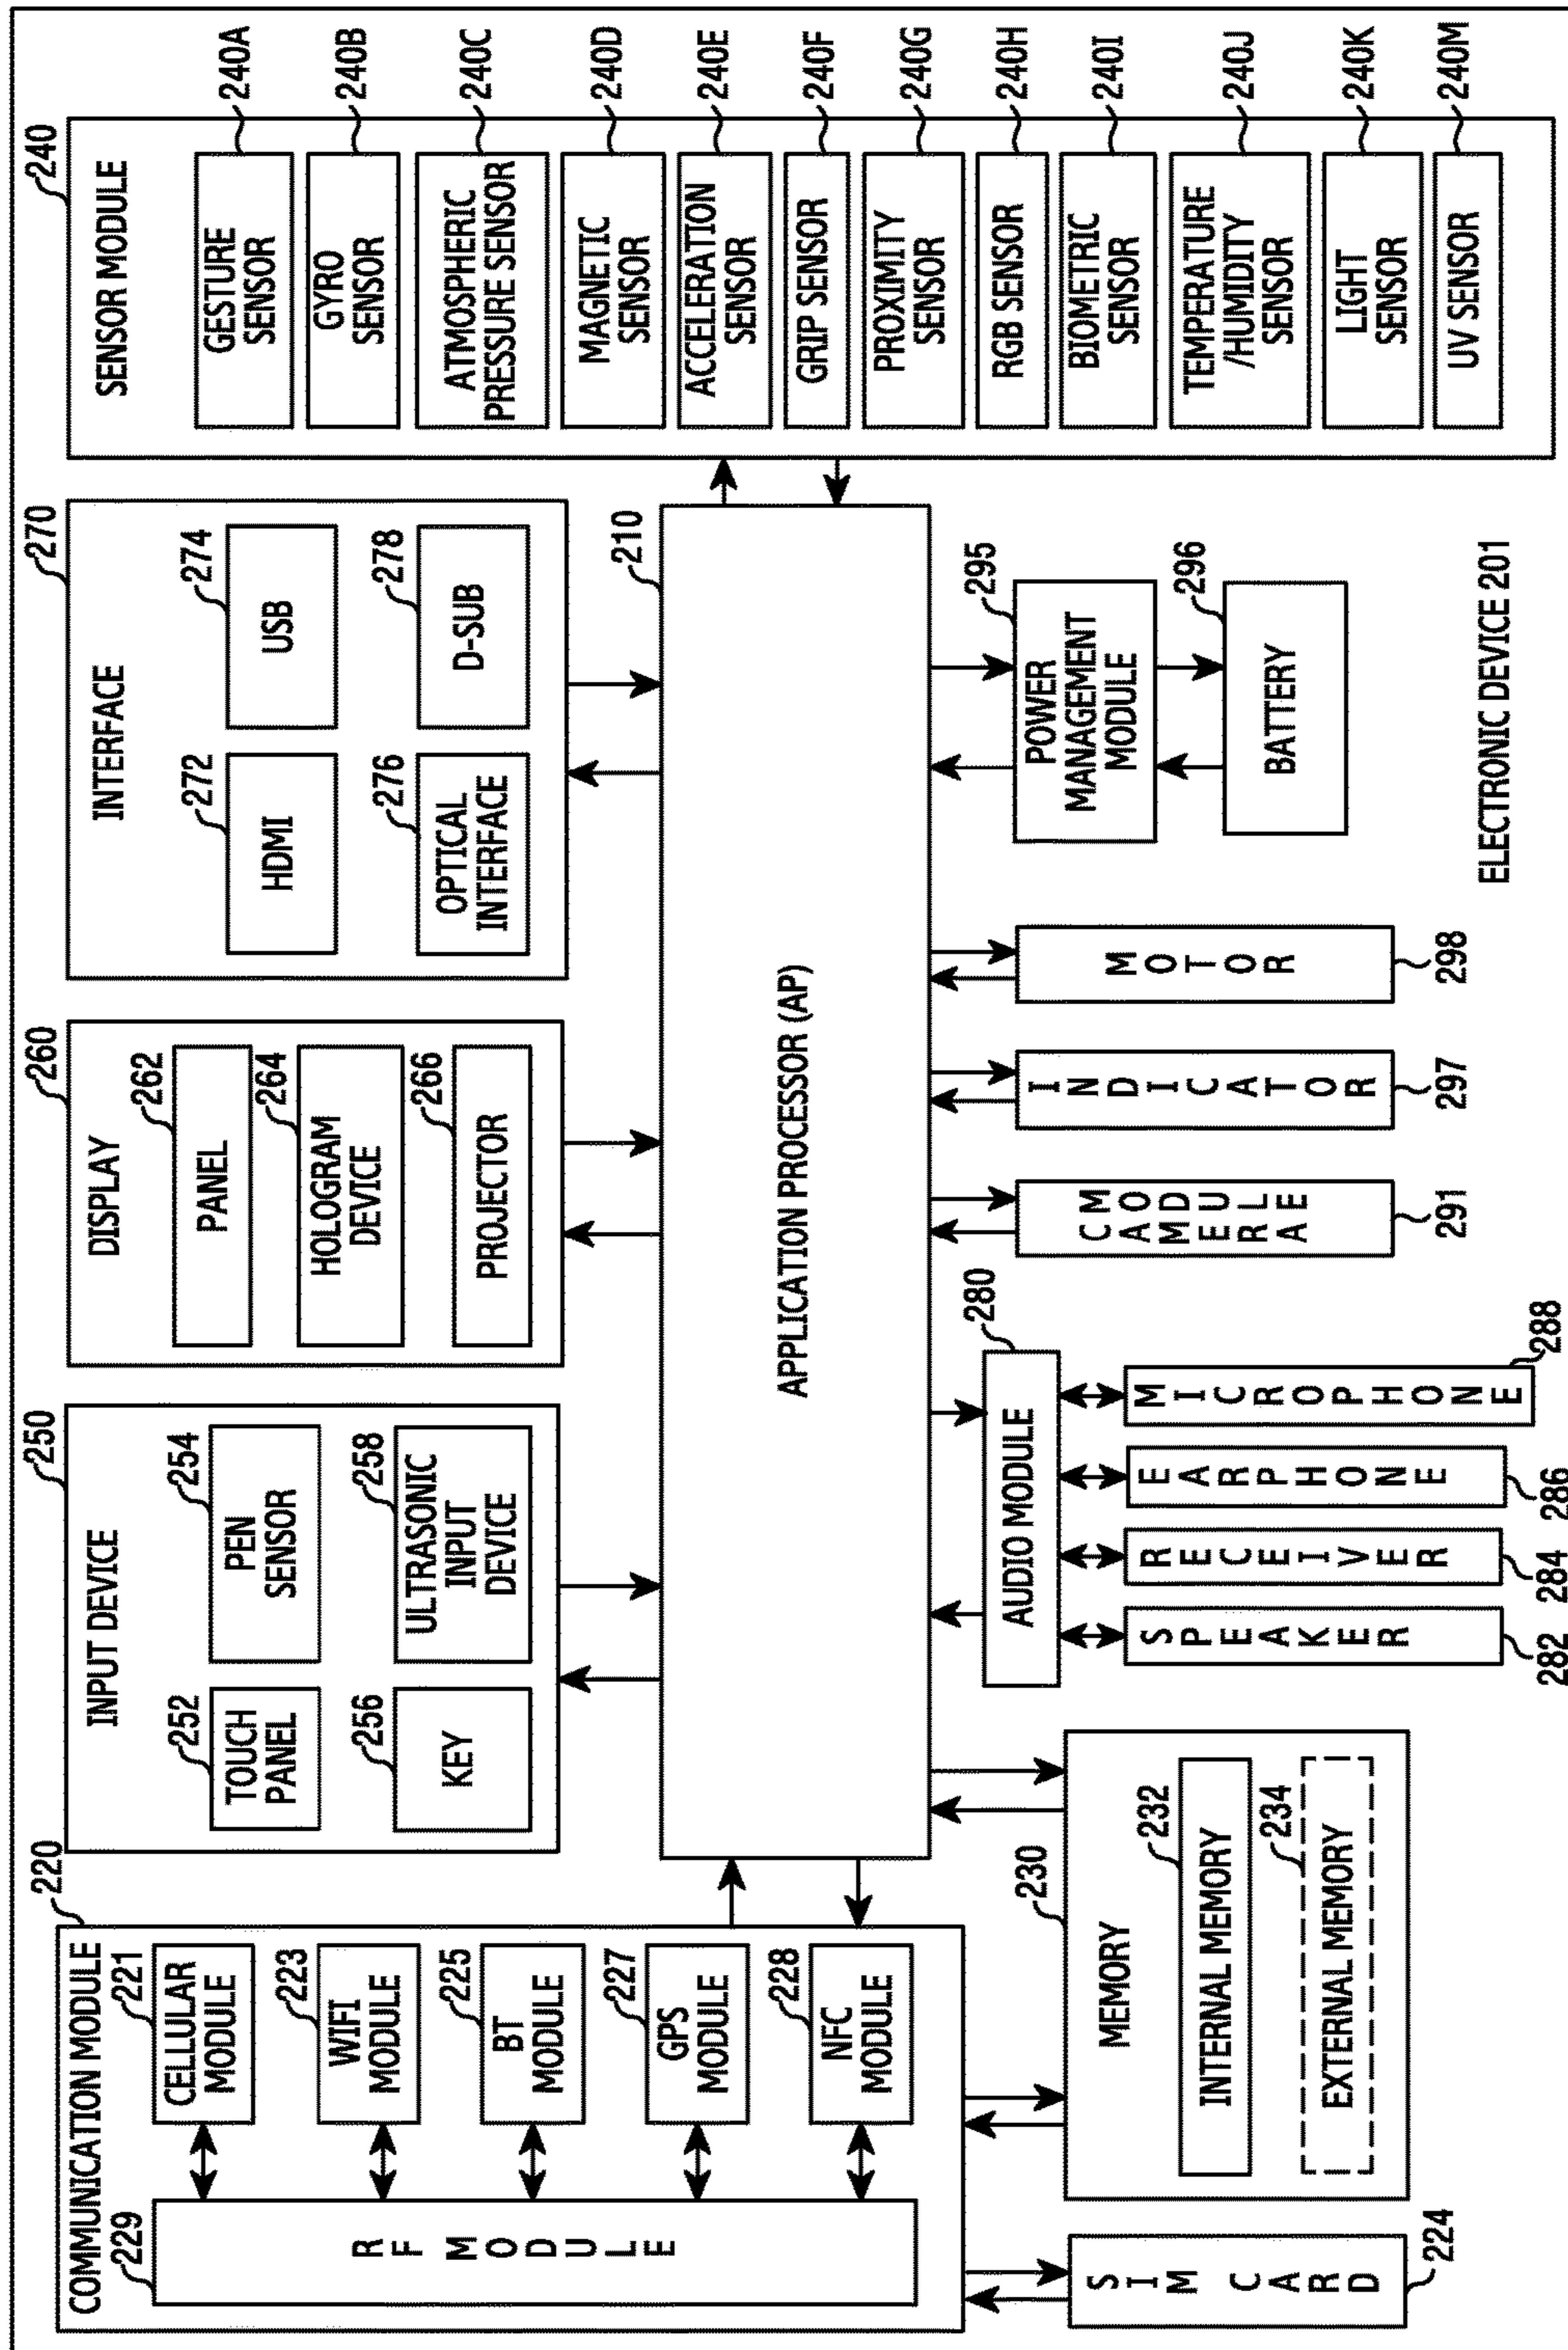 COMMUNICATION MODULE
220
229
RF MODULE
221
CELLULAR
MODULE
223
WIFI
MODULE
225
BT
MODULE
227
GPS
MODULE
228
NFC
MODULE
SIM CARD
224
INPUT DEVICE
250
252
TOUCH
PANEL
254
PEN
SENSOR
256
KEY
258
ULTRASONIC
INPUT
DEVICE
DISPLAY
260
262
PANEL
264
HOLOGRAM
DEVICE
266
PROJECTOR
INTERFACE
270
272
HDMI
274
USB
276
OPTICAL
INTERFACE
278
D-SUB
SENSOR MODULE
240
GESTURE
SENSOR
240A
GYRO
SENSOR
240B
ATMOSPHERIC
PRESSURE SENSOR
240C
MAGNETIC
SENSOR
240D
ACCELERATION
SENSOR
240E
GRIP SENSOR
240F
PROXIMITY
SENSOR
240G
RGB SENSOR
240H
BIOMETRIC
SENSOR
240I
TEMPERATURE
/HUMIDITY
SENSOR
240J
LIGHT
SENSOR
240K
UV SENSOR
240M
APPLICATION PROCESSOR (AP)
210
230
MEMORY
232
INTERNAL MEMORY
234
EXTERNAL MEMORY
280
AUDIO MODULE
SPEAKER
282
RECEIVER
284
EARPHONE
286
MICROPHONE
288
CAMERA
MODULE
291
INDICATOR
297
MOTOR
298
295
POWER
MANAGEMENT
MODULE
296
BATTERY
ELECTRONIC DEVICE 201